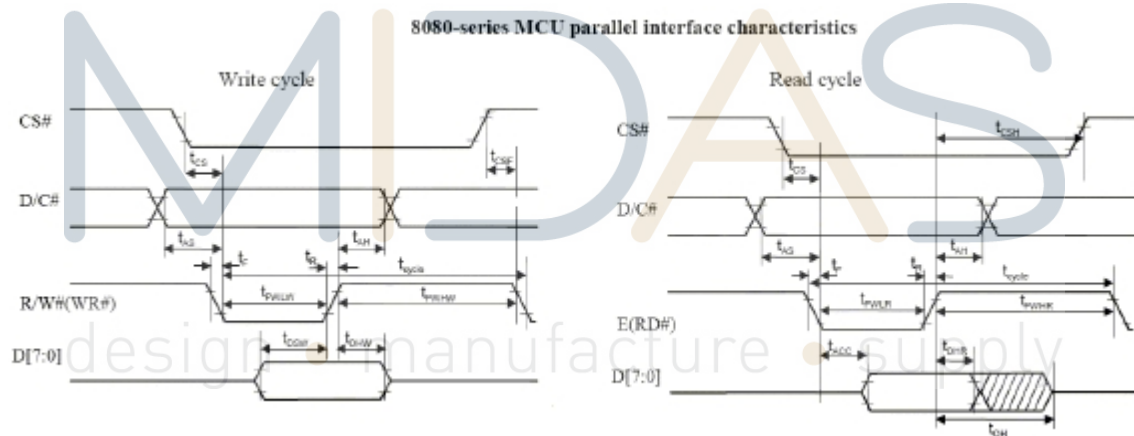 8080-series MCU parallel interface characteristics
MIDAS
design • manufacture • supply
Write cycle
CS#
tCS
tCSF
D/C#
tAS
tAH
tF
tR
tcycle
R/W#(WR#)
tPWLW
tPWHW
D[7:0]
tDSW
tDHW
Read cycle
CS#
tCSH
tCS
D/C#
tAS
tAH
tF
tR
tcycle
E(RD#)
tPWLR
tPWHR
D[7:0]
tACC
tDHR
tOH